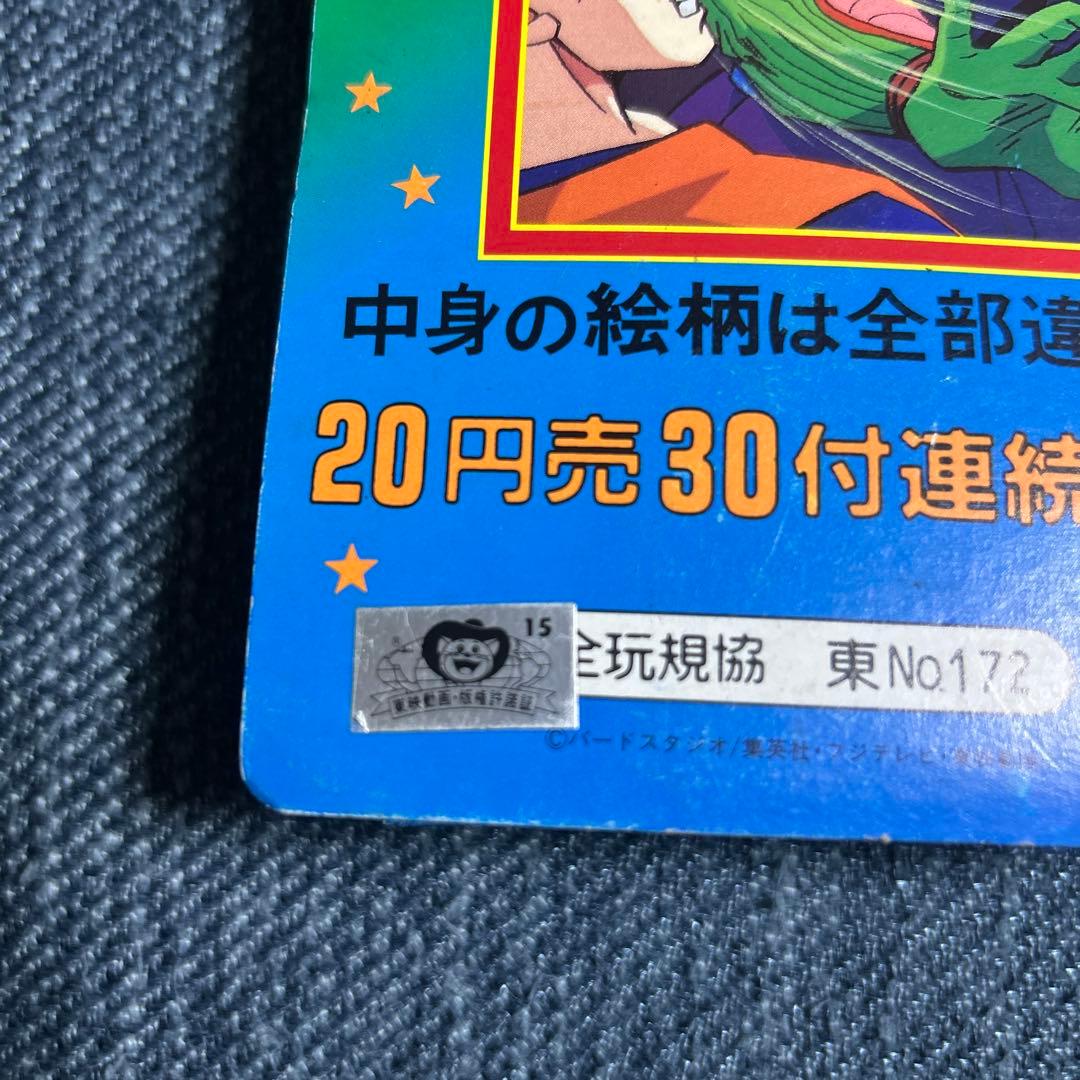 中身の絵柄は全部違
20円売30付連続
15
東映動画・版権許諾証
全玩規協 東No.172
©バードスタジオ/集英社・フジテレビ・東映動画